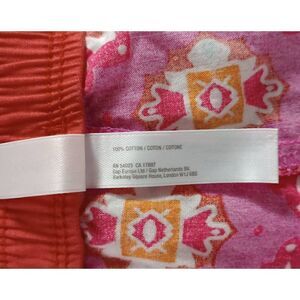 100% COTTON / COTON / COTONE
RN 54023 CA 17897
Gap Europe Ltd / Gap Netherlands BV.
Berkeley Square House, London W1J 6BS